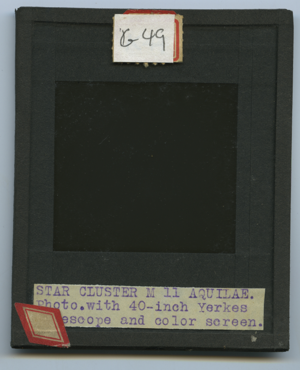 G-49
STAR CLUSTER M 11 AQUILAE.
Photo.with 40-inch Yerkes
escope and color screen.